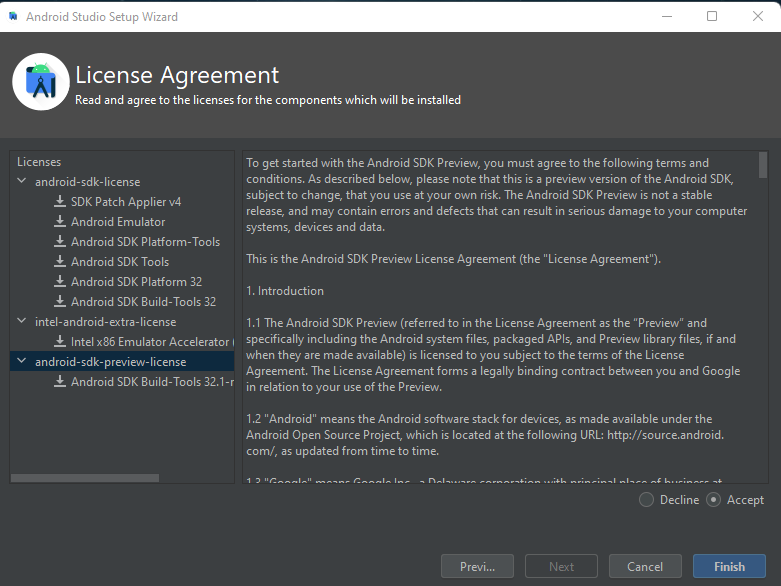 Android Studio Setup Wizard
License Agreement
Read and agree to the licenses for the components which will be installed
Licenses
android-sdk-license
SDK Patch Applier v4
Android Emulator
Android SDK Platform-Tools
Android SDK Tools
Android SDK Platform 32
Android SDK Build-Tools 32
intel-android-extra-license
Intel x86 Emulator Accelerator (
android-sdk-preview-license
Android SDK Build-Tools 32.1-r
To get started with the Android SDK Preview, you must agree to the following terms and
conditions. As described below, please note that this is a preview version of the Android SDK,
subject to change, that you use at your own risk. The Android SDK Preview is not a stable
release, and may contain errors and defects that can result in serious damage to your computer
systems, devices and data.
This is the Android SDK Preview License Agreement (the "License Agreement").
1. Introduction
1.1 The Android SDK Preview (referred to in the License Agreement as the “Preview” and
specifically including the Android system files, packaged APIs, and Preview library files, if and
when they are made available) is licensed to you subject to the terms of the License
Agreement. The License Agreement forms a legally binding contract between you and Google
in relation to your use of the Preview.
1.2 "Android" means the Android software stack for devices, as made available under the
Android Open Source Project, which is located at the following URL: http://source.android.
com/, as updated from time to time.
1.3 "Google" means Google Inc., a Delaware corporation with principal place of business at
Decline
Accept
Previ...
Next
Cancel
Finish